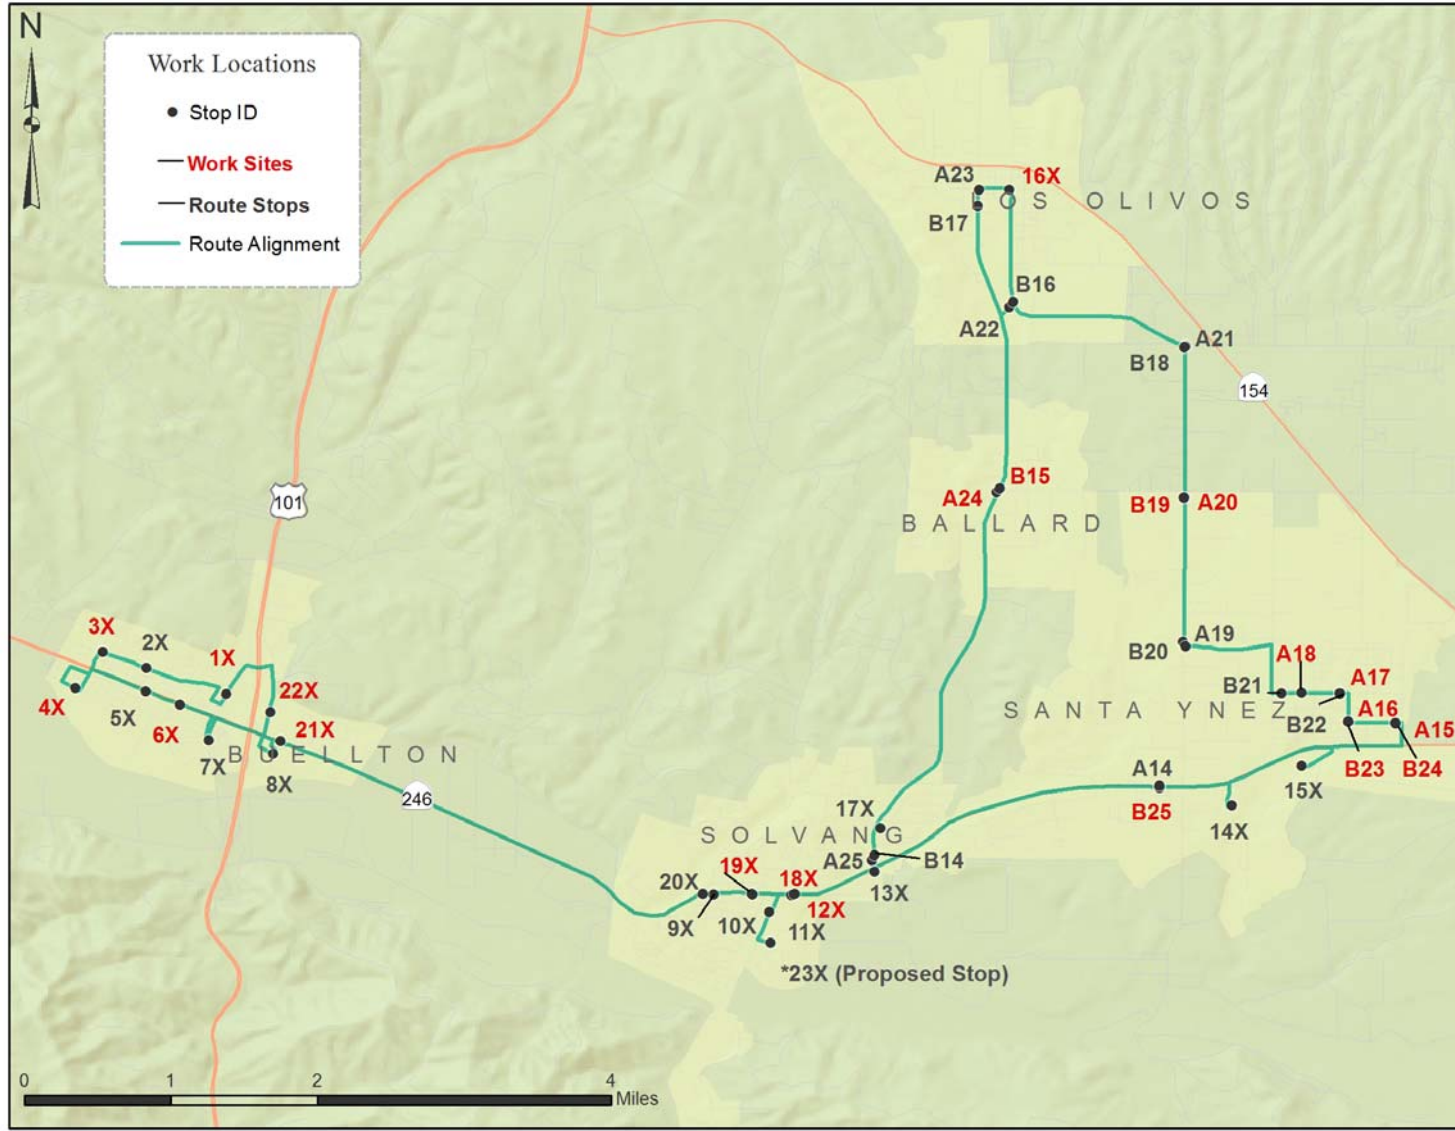 N
Work Locations
Stop ID
Work Sites
Route Stops
Route Alignment
A23
16X
LOS OLIVOS
B17
B16
A22
A21
B18
154
101
B15
A24
BALLARD
B19
A20
A19
B20
A18
B21
A17
SANTA YNEZ
B22
A16
A15
B23
B24
3X
2X
1X
4X
22X
5X
6X
21X
7X
BUELLTON
8X
246
A14
B25
15X
14X
17X
SOLVANG
A25
B14
13X
20X
19X
18X
9X
10X
12X
11X
*23X (Proposed Stop)
0
1
2
4
Miles